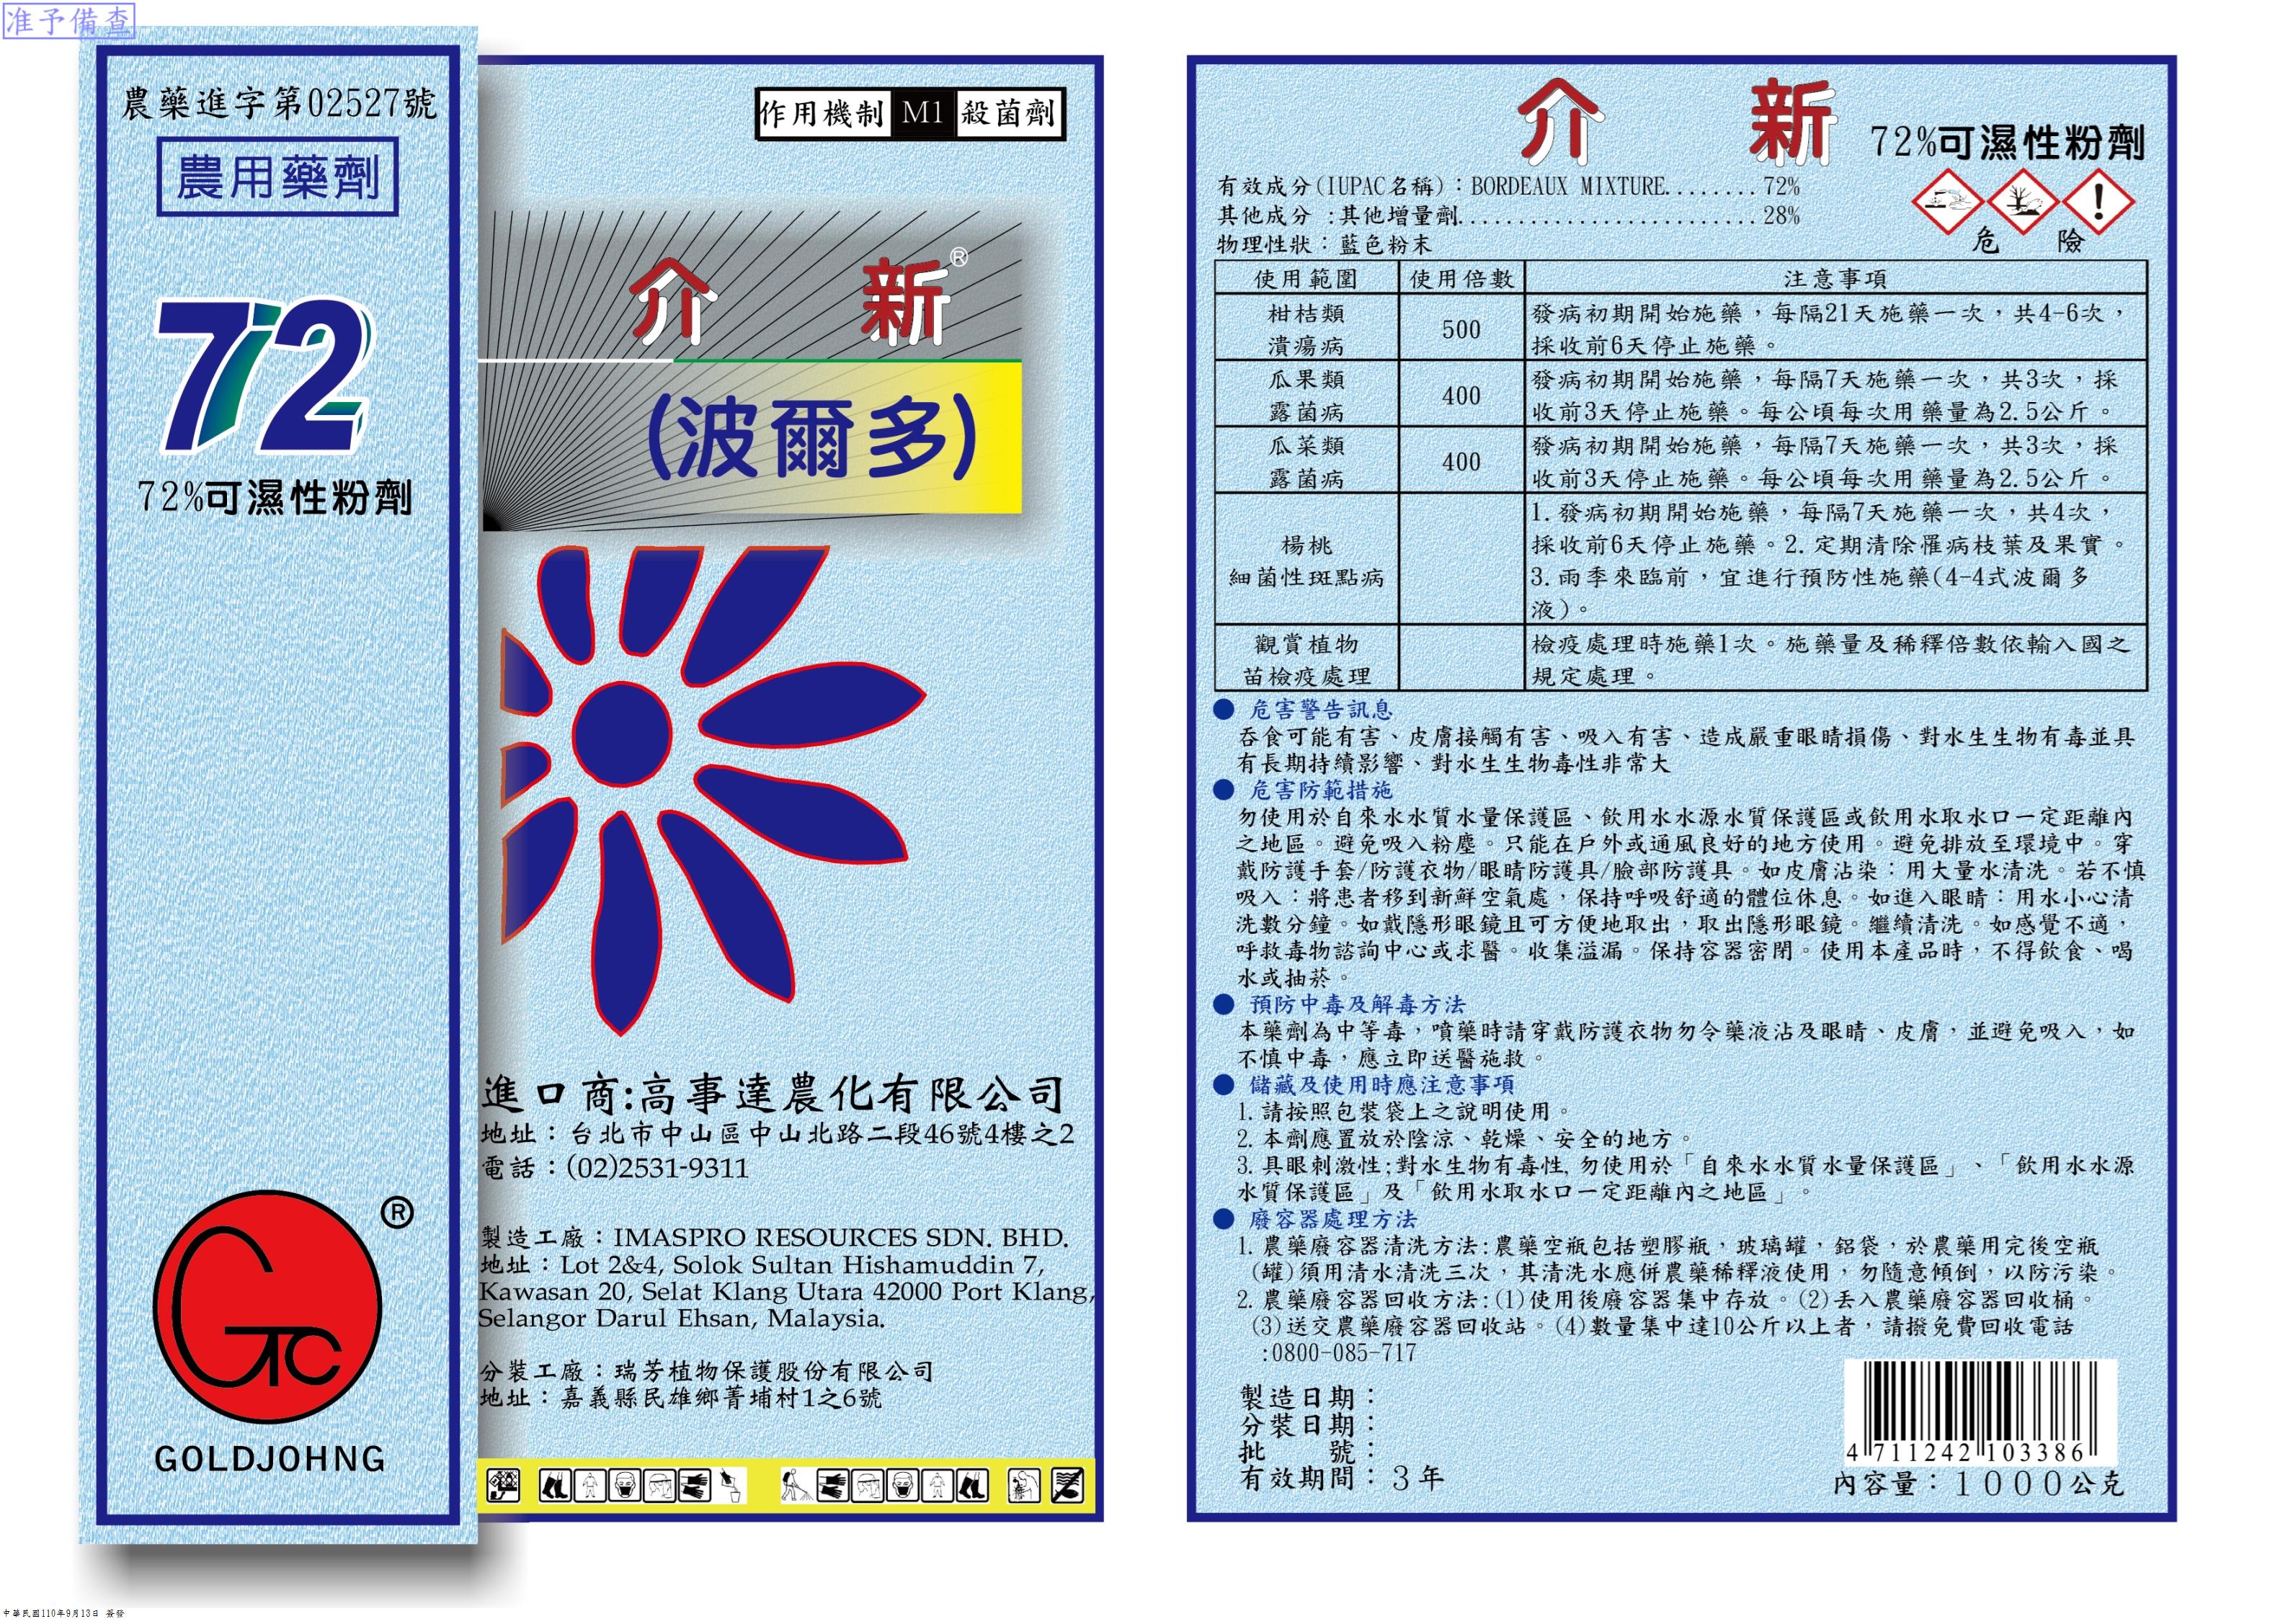 准予備查
農藥進字第02527號
農用藥劑
72
72%可濕性粉劑
GTC
®
GOLDJOHNG
作用機制 M1 殺菌劑
介 新®
(波爾多)
進口商:高事達農化有限公司
地址：台北市中山區中山北路二段46號4樓之2
電話：(02)2531-9311
製造工廠：IMASPRO RESOURCES SDN. BHD.
地址：Lot 2&4, Solok Sultan Hishamuddin 7,
Kawasan 20, Selat Klang Utara 42000 Port Klang,
Selangor Darul Ehsan, Malaysia.
分裝工廠：瑞芳植物保護股份有限公司
地址：嘉義縣民雄鄉菁埔村1之6號
介 新 72%可濕性粉劑
有效成分(IUPAC名稱)：BORDEAUX MIXTURE........72%
其他成分 :其他增量劑.........................28%
物理性狀：藍色粉末
危 險
使用範圍 使用倍數 注意事項
柑桔類
潰瘍病
500
發病初期開始施藥，每隔21天施藥一次，共4-6次，
採收前6天停止施藥。
瓜果類
露菌病
400
發病初期開始施藥，每隔7天施藥一次，共3次，採
收前3天停止施藥。每公頃每次用藥量為2.5公斤。
瓜菜類
露菌病
400
發病初期開始施藥，每隔7天施藥一次，共3次，採
收前3天停止施藥。每公頃每次用藥量為2.5公斤。
楊桃
細菌性斑點病
1.發病初期開始施藥，每隔7天施藥一次，共4次，
採收前6天停止施藥。2.定期清除罹病枝葉及果實。
3.雨季來臨前，宜進行預防性施藥(4-4式波爾多
液)。
觀賞植物
苗檢疫處理
檢疫處理時施藥1次。施藥量及稀釋倍數依輸入國之
規定處理。
● 危害警告訊息
吞食可能有害、皮膚接觸有害、吸入有害、造成嚴重眼睛損傷、對水生生物有毒並具
有長期持續影響、對水生生物毒性非常大
● 危害防範措施
勿使用於自來水水質水量保護區、飲用水水源水質保護區或飲用水取水口一定距離內
之地區。避免吸入粉塵。只能在戶外或通風良好的地方使用。避免排放至環境中。穿
戴防護手套/防護衣物/眼睛防護具/臉部防護具。如皮膚沾染：用大量水清洗。若不慎
吸入：將患者移到新鮮空氣處，保持呼吸舒適的體位休息。如進入眼睛：用水小心清
洗數分鐘。如戴隱形眼鏡且可方便地取出，取出隱形眼鏡。繼續清洗。如感覺不適，
呼救毒物諮詢中心或求醫。收集溢漏。保持容器密閉。使用本產品時，不得飲食、喝
水或抽菸。
● 預防中毒及解毒方法
本藥劑為中等毒，噴藥時請穿戴防護衣物勿令藥液沾及眼睛、皮膚，並避免吸入，如
不慎中毒，應立即送醫施救。
● 儲藏及使用時應注意事項
1.請按照包裝袋上之說明使用。
2.本劑應置放於陰涼、乾燥、安全的地方。
3.具眼刺激性;對水生物有毒性,勿使用於「自來水水質水量保護區」、「飲用水水源
水質保護區」及「飲用水取水口一定距離內之地區」。
● 廢容器處理方法
1.農藥廢容器清洗方法:農藥空瓶包括塑膠瓶，玻璃罐，鋁袋，於農藥用完後空瓶
(罐)須用清水清洗三次，其清洗水應併農藥稀釋液使用，勿隨意傾倒，以防污染。
2.農藥廢容器回收方法:(1)使用後廢容器集中存放。(2)丟入農藥廢容器回收桶。
(3)送交農藥廢容器回收站。(4)數量集中達10公斤以上者，請撥免費回收電話
:0800-085-717
製造日期：
分裝日期：
批 號：
有效期間：3年
4 711242 103386
內容量：1000公克
中華民國110年9月13日 簽發